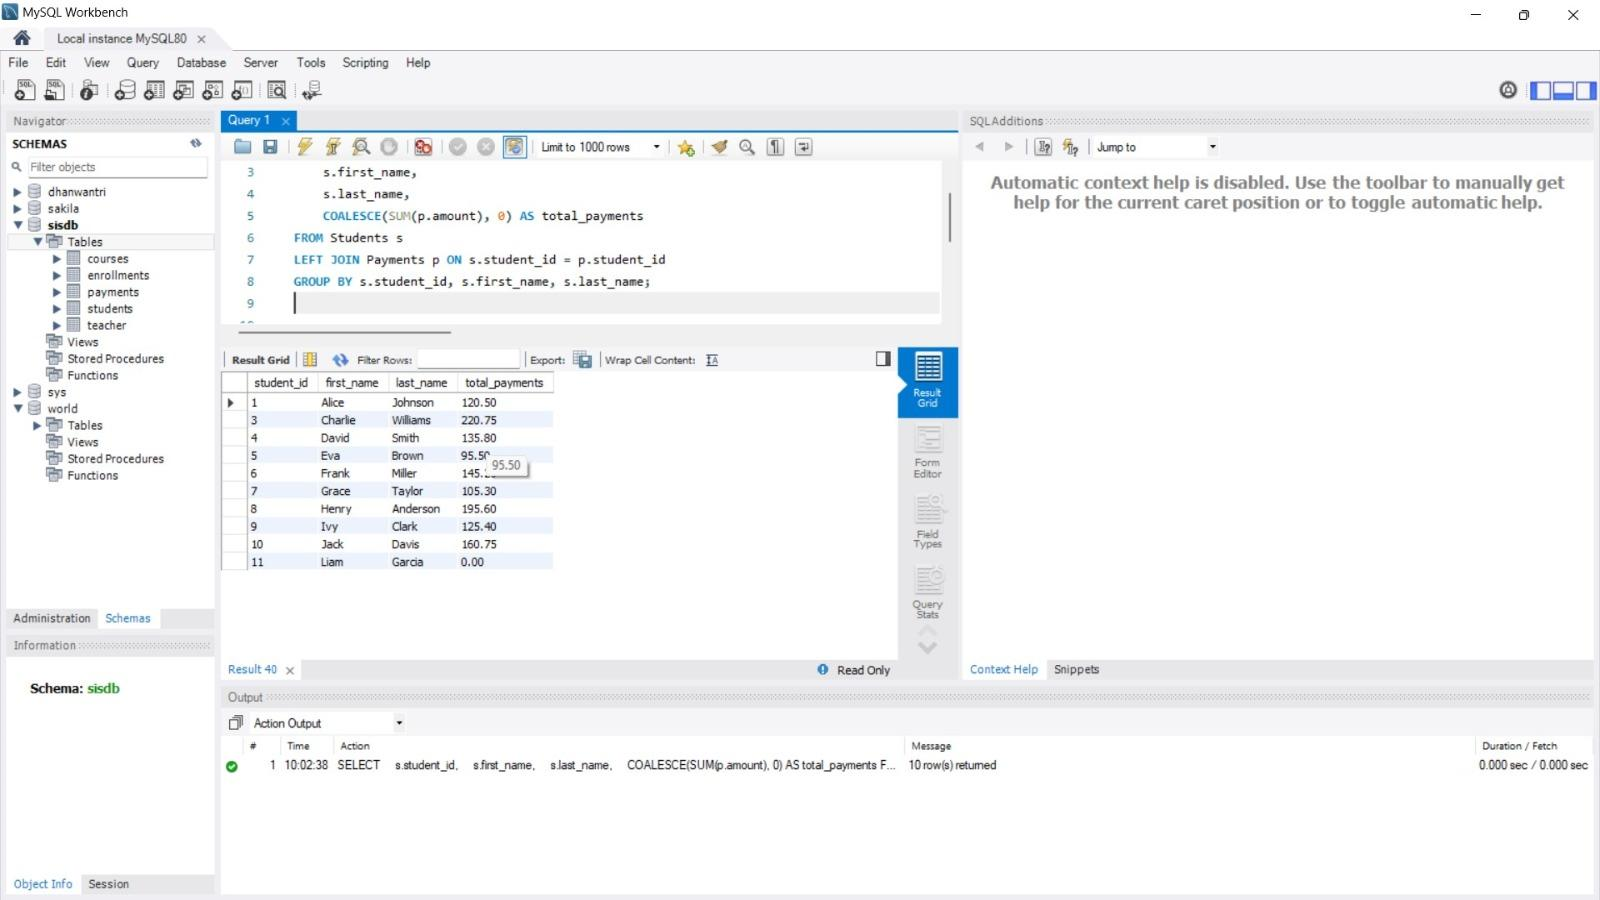 MySQL Workbench
Local instance MySQL80
File Edit View Query Database Server Tools Scripting Help
Navigator
SCHEMAS
Filter objects
dhanwantri
sakila
sisdb
Tables
courses
enrollments
payments
students
teacher
Views
Stored Procedures
Functions
sys
world
Tables
Views
Stored Procedures
Functions
Administration Schemas
Information
Schema: sisdb
Object Info Session
Query 1
Limit to 1000 rows
3 s.first_name,
4 s.last_name,
5 COALESCE(SUM(p.amount), 0) AS total_payments
6 FROM Students s
7 LEFT JOIN Payments p ON s.student_id = p.student_id
8 GROUP BY s.student_id, s.first_name, s.last_name;
9
Result Grid Filter Rows: Export: Wrap Cell Content:
student_id first_name last_name total_payments
1 Alice Johnson 120.50
3 Charlie Williams 220.75
4 David Smith 135.80
5 Eva Brown 95.50
95.50
6 Frank Miller
7 Grace Taylor 105.30
8 Henry Anderson 195.60
9 Ivy Clark 125.40
10 Jack Davis 160.75
11 Liam Garcia 0.00
Result Grid
Form Editor
Field Types
Query Stats
Result 40 Read Only
SQLAdditions
Jump to
Automatic context help is disabled. Use the toolbar to manually get
help for the current caret position or to toggle automatic help.
Context Help Snippets
Output
Action Output
# Time Action Message Duration / Fetch
1 10:02:38 SELECT s.student_id, s.first_name, s.last_name, COALESCE(SUM(p.amount), 0) AS total_payments F... 10 row(s) returned 0.000 sec / 0.000 sec